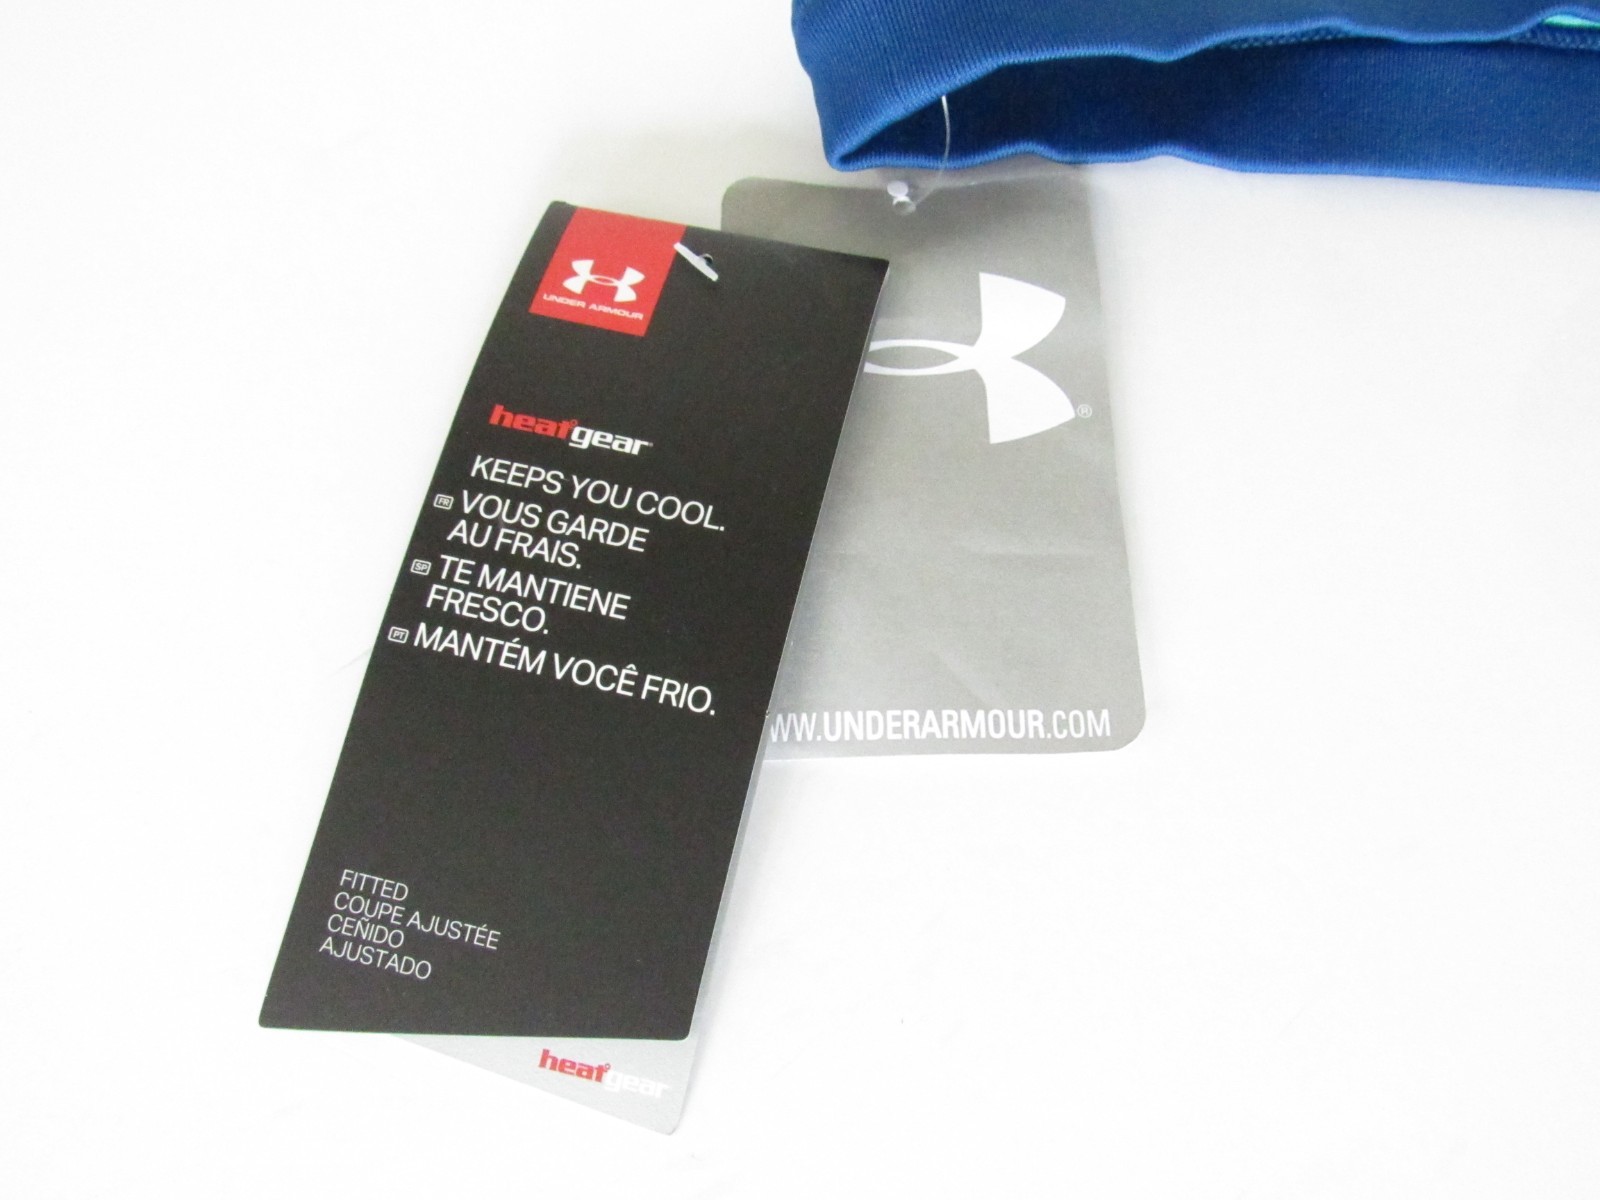 UNDER ARMOUR
heatgear
KEEPS YOU COOL.
FR VOUS GARDE
AU FRAIS.
SP TE MANTIENE
FRESCO.
PT MANTÉM VOCÊ FRIO.
FITTED
COUPE AJUSTÉE
CEÑIDO
AJUSTADO
heatgear
®
WW.UNDERARMOUR.COM